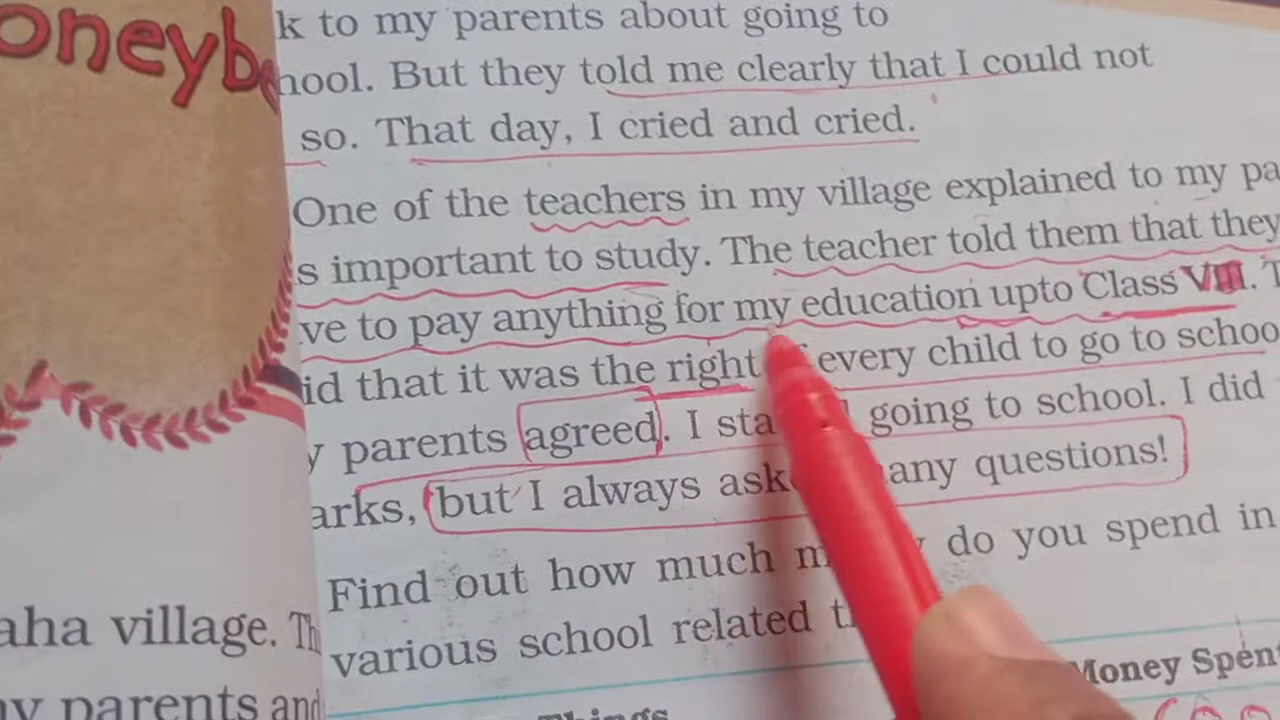 oneyb
k to my parents about going to
hool. But they told me clearly that I could not
so. That day, I cried and cried.
One of the teachers in my village explained to my pa
s important to study. The teacher told them that they
ve to pay anything for my education upto Class VIII. T
id that it was the right every child to go to schoo
y parents agreed. I sta going to school. I did
arks, but I always ask any questions!
Find out how much m do you spend in
various school related t
aha village. Th
y parents and
Things
Money Spent